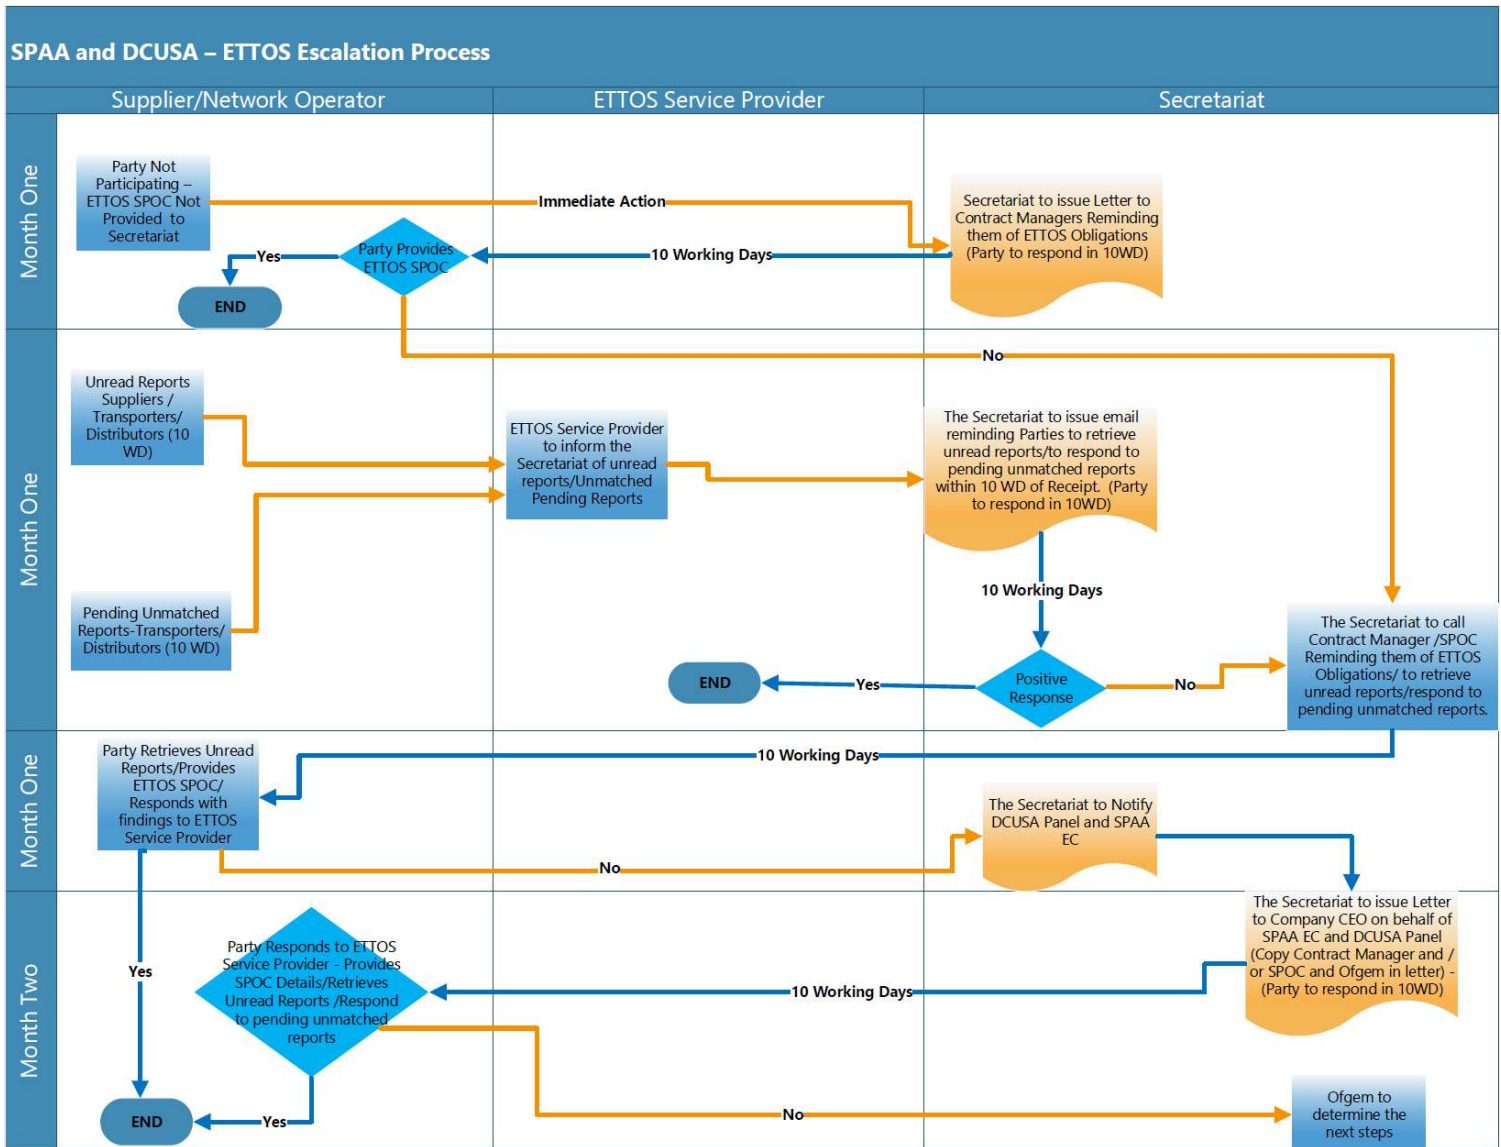 SPAA and DCUSA – ETTOS Escalation Process
Supplier/Network Operator
ETTOS Service Provider
Secretariat
Month One
Party Not
Participating –
ETTOS SPOC Not
Provided to
Secretariat
Immediate Action
Secretariat to issue Letter to
Contract Managers Reminding
them of ETTOS Obligations
(Party to respond in 10WD)
10 Working Days
Party Provides
ETTOS SPOC
Yes
END
No
Month One
Unread Reports
Suppliers /
Transporters/
Distributors (10
WD)
Pending Unmatched
Reports-Transporters/
Distributors (10 WD)
ETTOS Service Provider
to inform the
Secretariat of unread
reports/Unmatched
Pending Reports
The Secretariat to issue email
reminding Parties to retrieve
unread reports/to respond to
pending unmatched reports
within 10 WD of Receipt. (Party
to respond in 10WD)
10 Working Days
Positive
Response
Yes
END
No
The Secretariat to call
Contract Manager /SPOC
Reminding them of ETTOS
Obligations/ to retrieve
unread reports/respond to
pending unmatched reports.
Month One
10 Working Days
Party Retrieves Unread
Reports/Provides
ETTOS SPOC/
Responds with
findings to ETTOS
Service Provider
No
The Secretariat to Notify
DCUSA Panel and SPAA
EC
Month Two
Yes
The Secretariat to issue Letter
to Company CEO on behalf of
SPAA EC and DCUSA Panel
(Copy Contract Manager and /
or SPOC and Ofgem in letter) -
(Party to respond in 10WD)
10 Working Days
Party Responds to ETTOS
Service Provider - Provides
SPOC Details/Retrieves
Unread Reports /Respond
to pending unmatched
reports
Yes
END
No
Ofgem to
determine the
next steps